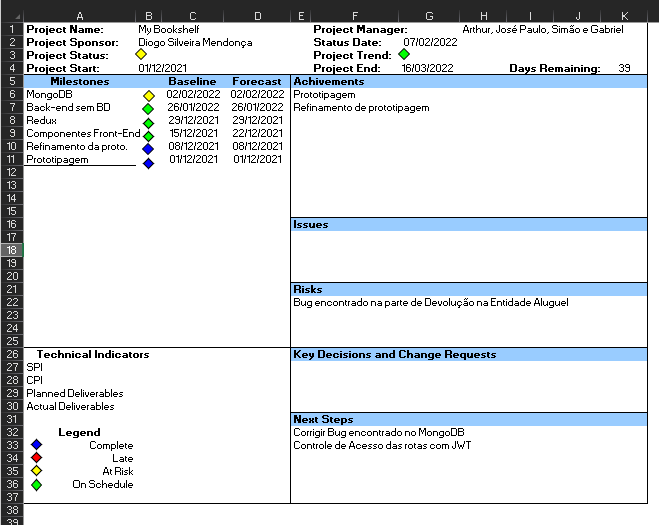 A B C D E F G H I J K
1 Project Name: My Bookshelf Project Manager: Arthur, José Paulo, Simão e Gabriel
2 Project Sponsor: Diogo Silveira Mendonça Status Date: 07/02/2022
3 Project Status: Project Trend:
4 Project Start: 01/12/2021 Project End: 16/03/2022 Days Remaining: 39
5 Milestones Baseline Forecast Achivements
6 MongoDB 02/02/2022 02/02/2022 Prototipagem
7 Back-end sem BD 26/01/2022 26/01/2022 Refinamento de prototipagem
8 Redux 29/12/2021 29/12/2021
9 Componentes Front-End 15/12/2021 22/12/2021
10 Refinamento da proto. 08/12/2021 08/12/2021
11 Prototipagem 01/12/2021 01/12/2021
12
13
14
15
16 Issues
17
18
19
20
21 Risks
22 Bug encontrado na parte de Devolução na Entidade Aluguel
23
24
25
26 Technical Indicators Key Decisions and Change Requests
27 SPI
28 CPI
29 Planned Deliverables
30 Actual Deliverables
31 Next Steps
32 Legend Corrigir Bug encontrado no MongoDB
33 Complete Controle de Acesso das rotas com JWT
34 Late
35 At Risk
36 On Schedule
37
38
39